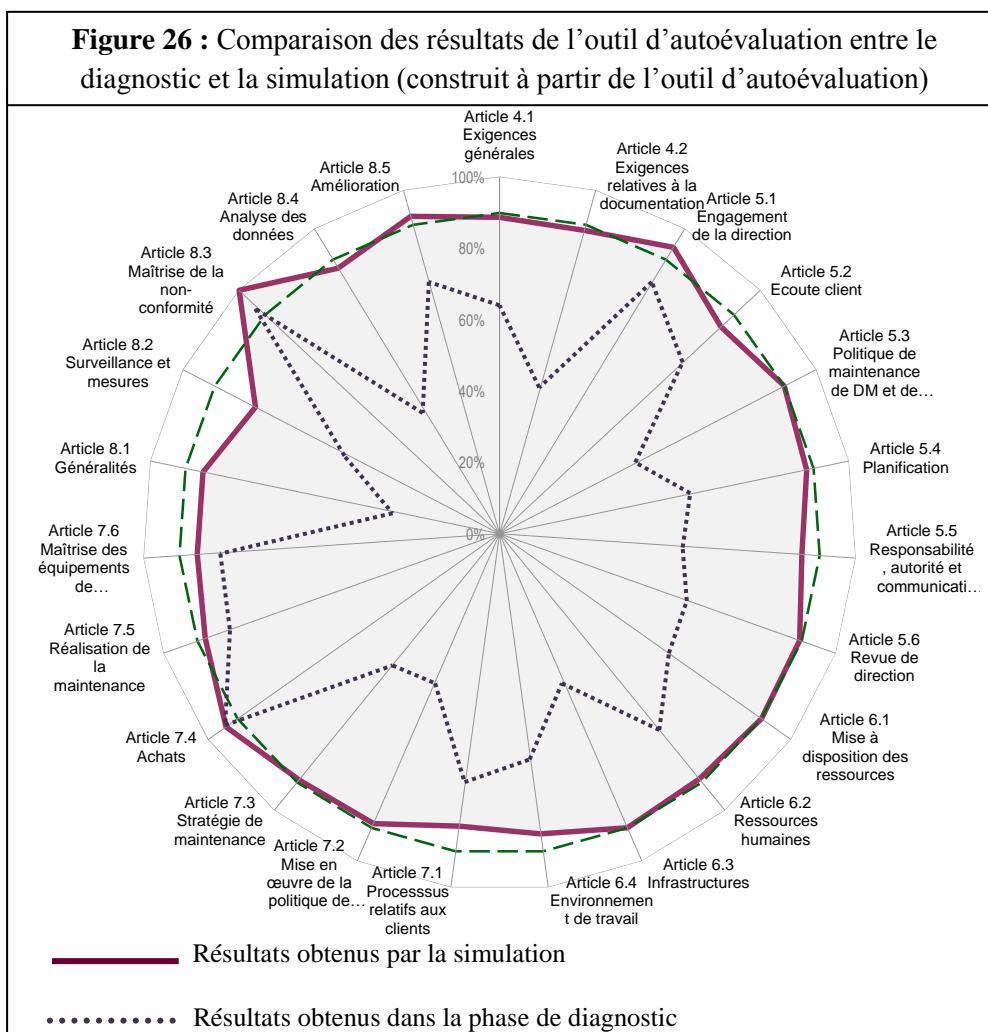 Figure 26 : Comparaison des résultats de l’outil d’autoévaluation entre le
diagnostic et la simulation (construit à partir de l’outil d’autoévaluation)
Article 4.1
Exigences
générales
Article 4.2
Exigences
relatives à la
documentation
Article 5.1
Engagement
de la direction
Article 5.2
Ecoute client
Article 5.3
Politique de
maintenance
de DM et de…
Article 5.4
Planification
Article 5.5
Responsabilité
, autorité et
communicati…
Article 5.6
Revue de
direction
Article 6.1
Mise à
disposition des
ressources
Article 6.2
Ressources
humaines
Article 6.3
Infrastructures
Article 6.4
Environnemen
t de travail
Article 7.1
Processsus
relatifs aux
clients
Article 7.2
Mise en
œuvre de la
politique de…
Article 7.3
Stratégie de
maintenance
Article 7.4
Achats
Article 7.5
Réalisation de
la
maintenance
Article 7.6
Maîtrise des
équipements
de…
Article 8.1
Généralités
Article 8.2
Surveillance et
mesures
Article 8.3
Maîtrise de la
non-
conformité
Article 8.4
Analyse des
données
Article 8.5
Amélioration
100%
80%
60%
40%
20%
0%
Résultats obtenus par la simulation
Résultats obtenus dans la phase de diagnostic